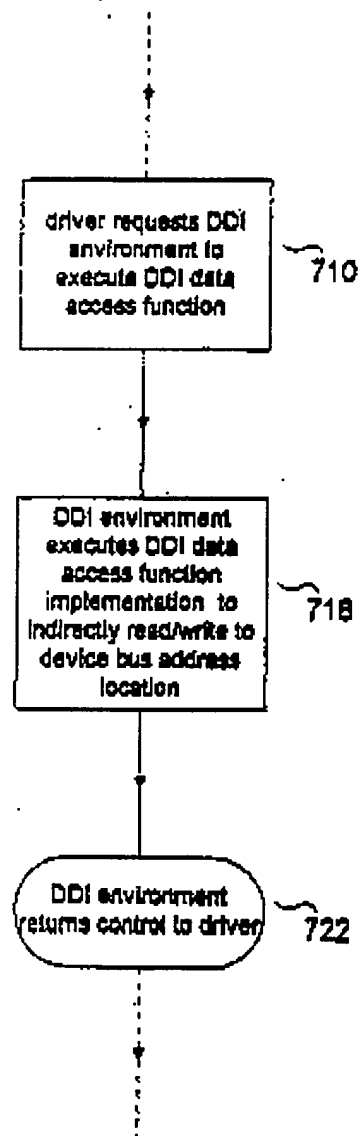 driver requests DDI
environment to
execute DDI data
access function
710
DDI environment
executes DDI data
access function
implementation to
indirectly read/write to
device bus address
location
718
DDI environment
returns control to driver
722